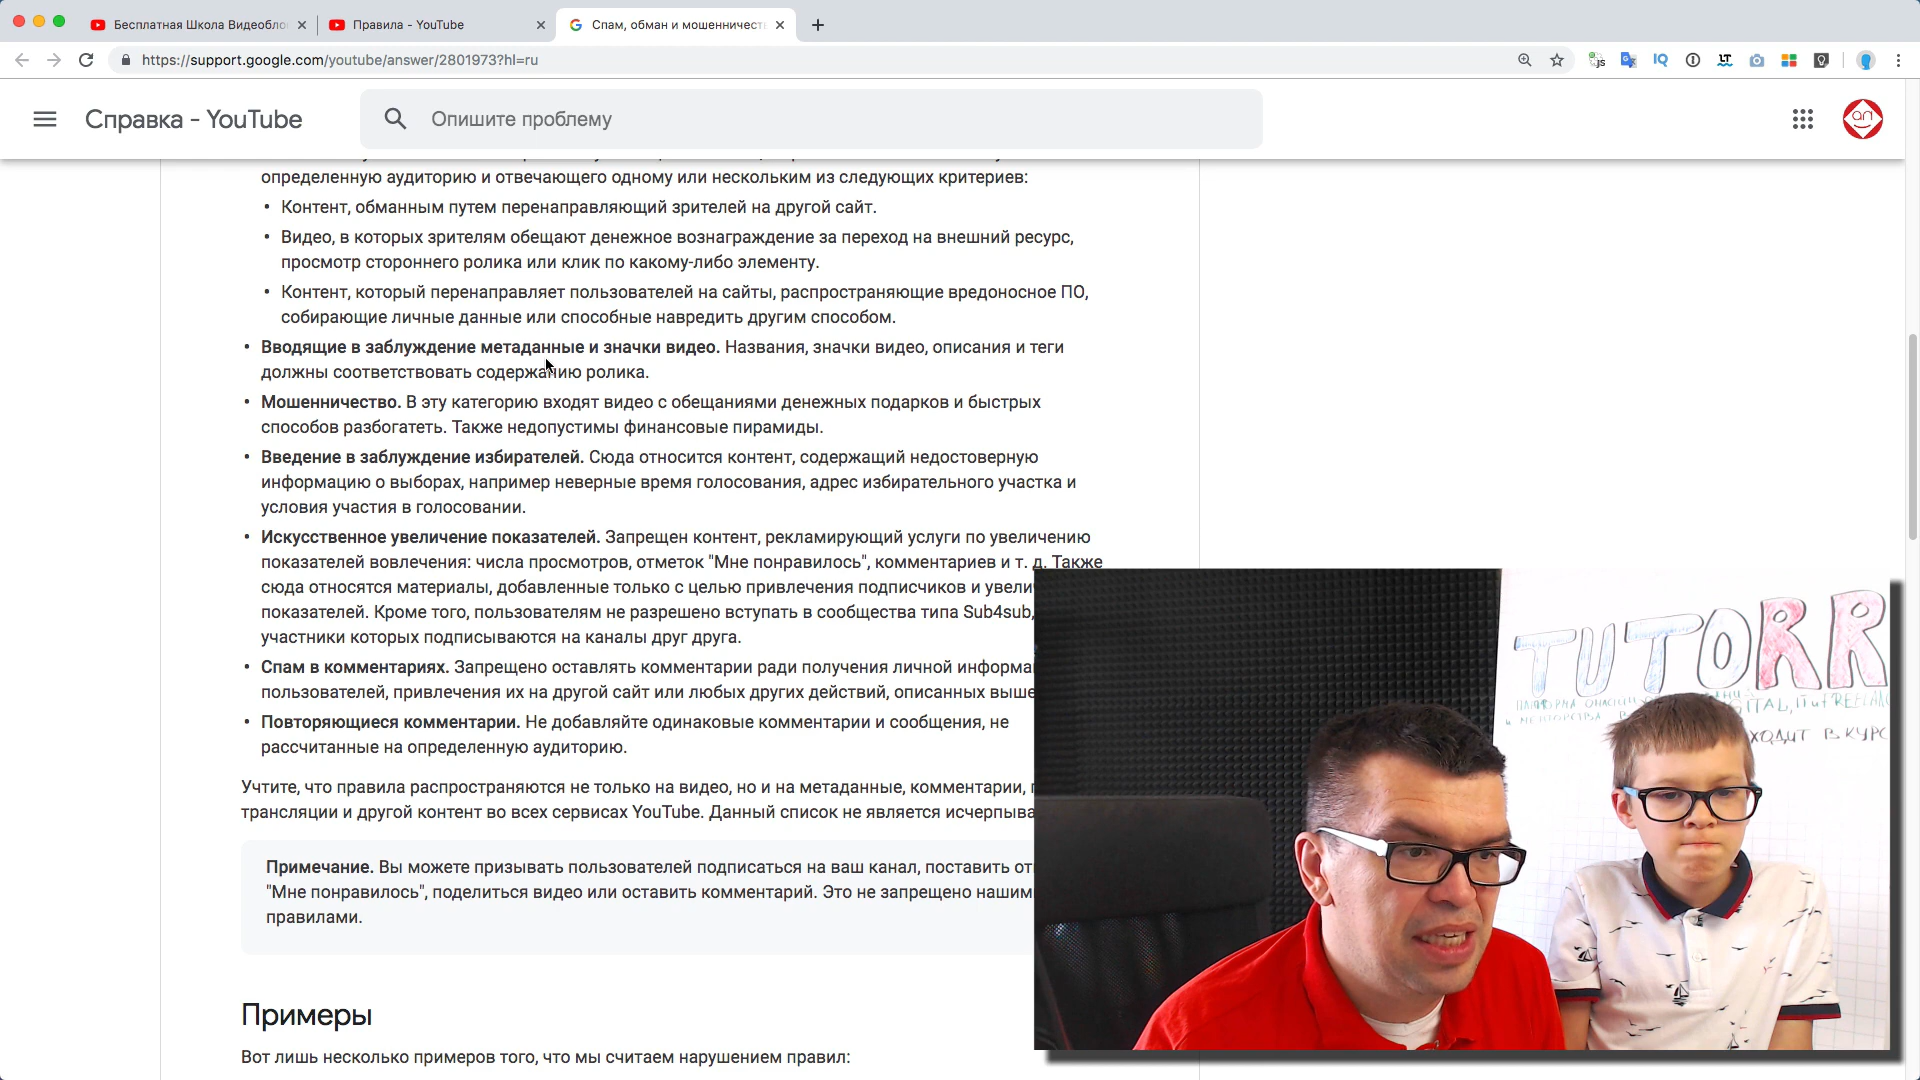 Бесплатная Школа Видеобло
Правила - YouTube
Спам, обман и мошенничест
https://support.google.com/youtube/answer/2801973?hl=ru
Справка - YouTube
Опишите проблему
определенную аудиторию и отвечающего одному или нескольким из следующих критериев:
• Контент, обманным путем перенаправляющий зрителей на другой сайт.
• Видео, в которых зрителям обещают денежное вознаграждение за переход на внешний ресурс,
просмотр стороннего ролика или клик по какому-либо элементу.
• Контент, который перенаправляет пользователей на сайты, распространяющие вредоносное ПО,
собирающие личные данные или способные навредить другим способом.
• Вводящие в заблуждение метаданные и значки видео. Названия, значки видео, описания и теги
должны соответствовать содержанию ролика.
• Мошенничество. В эту категорию входят видео с обещаниями денежных подарков и быстрых
способов разбогатеть. Также недопустимы финансовые пирамиды.
• Введение в заблуждение избирателей. Сюда относится контент, содержащий недостоверную
информацию о выборах, например неверные время голосования, адрес избирательного участка и
условия участия в голосовании.
• Искусственное увеличение показателей. Запрещен контент, рекламирующий услуги по увеличению
показателей вовлечения: числа просмотров, отметок "Мне понравилось", комментариев и т. д. Также
сюда относятся материалы, добавленные только с целью привлечения подписчиков и увели
показателей. Кроме того, пользователям не разрешено вступать в сообщества типа Sub4sub,
участники которых подписываются на каналы друг друга.
• Спам в комментариях. Запрещено оставлять комментарии ради получения личной информа
пользователей, привлечения их на другой сайт или любых других действий, описанных выше
• Повторяющиеся комментарии. Не добавляйте одинаковые комментарии и сообщения, не
рассчитанные на определенную аудиторию.
Учтите, что правила распространяются не только на видео, но и на метаданные, комментарии,
трансляции и другой контент во всех сервисах YouTube. Данный список не является исчерпыва
Примечание. Вы можете призывать пользователей подписаться на ваш канал, поставить от
"Мне понравилось", поделиться видео или оставить комментарий. Это не запрещено нашим
правилами.
Примеры
Вот лишь несколько примеров того, что мы считаем нарушением правил:
TUTORR
DIGITAL, IT и FREELANC
ХОДИТ В КУРС